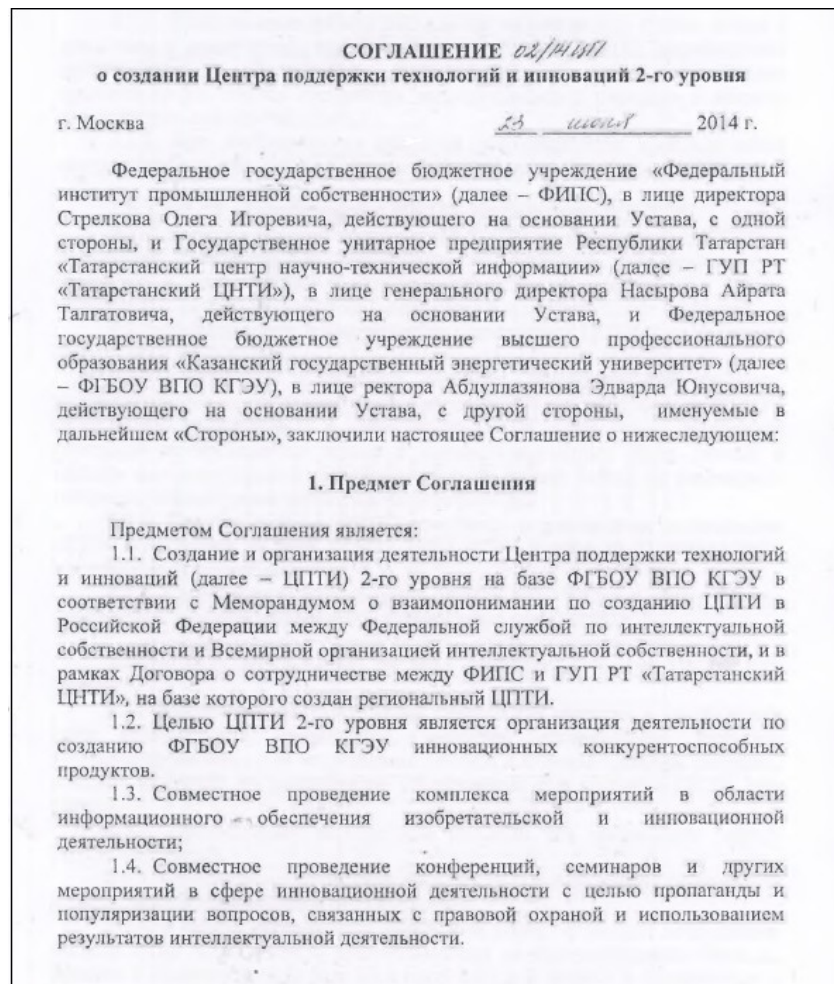 СОГЛАШЕНИЕ
о создании Центра поддержки технологий и инноваций 2-го уровня
г. Москва 23 2014 г.
Федеральное государственное бюджетное учреждение «Федеральный
институт промышленной собственности» (далее – ФИПС), в лице директора
Стрелкова Олега Игоревича, действующего на основании Устава, с одной
стороны, и Государственное унитарное предприятие Республики Татарстан
«Татарстанский центр научно-технической информации» (далее – ГУП РТ
«Татарстанский ЦНТИ»), в лице генерального директора Насырова Айрата
Талгатовича, действующего на основании Устава, и Федеральное
государственное бюджетное учреждение высшего профессионального
образования «Казанский государственный энергетический университет» (далее
– ФГБОУ ВПО КГЭУ), в лице ректора Абдуллазянова Эдварда Юнусовича,
действующего на основании Устава, с другой стороны, именуемые в
дальнейшем «Стороны», заключили настоящее Соглашение о нижеследующем:
1. Предмет Соглашения
Предметом Соглашения является:
1.1. Создание и организация деятельности Центра поддержки технологий
и инноваций (далее – ЦПТИ) 2-го уровня на базе ФГБОУ ВПО КГЭУ в
соответствии с Меморандумом о взаимопонимании по созданию ЦПТИ в
Российской Федерации между Федеральной службой по интеллектуальной
собственности и Всемирной организацией интеллектуальной собственности, и в
рамках Договора о сотрудничестве между ФИПС и ГУП РТ «Татарстанский
ЦНТИ», на базе которого создан региональный ЦПТИ.
1.2. Целью ЦПТИ 2-го уровня является организация деятельности по
созданию ФГБОУ ВПО КГЭУ инновационных конкурентоспособных
продуктов.
1.3. Совместное проведение комплекса мероприятий в области
информационного обеспечения изобретательской и инновационной
деятельности;
1.4. Совместное проведение конференций, семинаров и других
мероприятий в сфере инновационной деятельности с целью пропаганды и
популяризации вопросов, связанных с правовой охраной и использованием
результатов интеллектуальной деятельности.